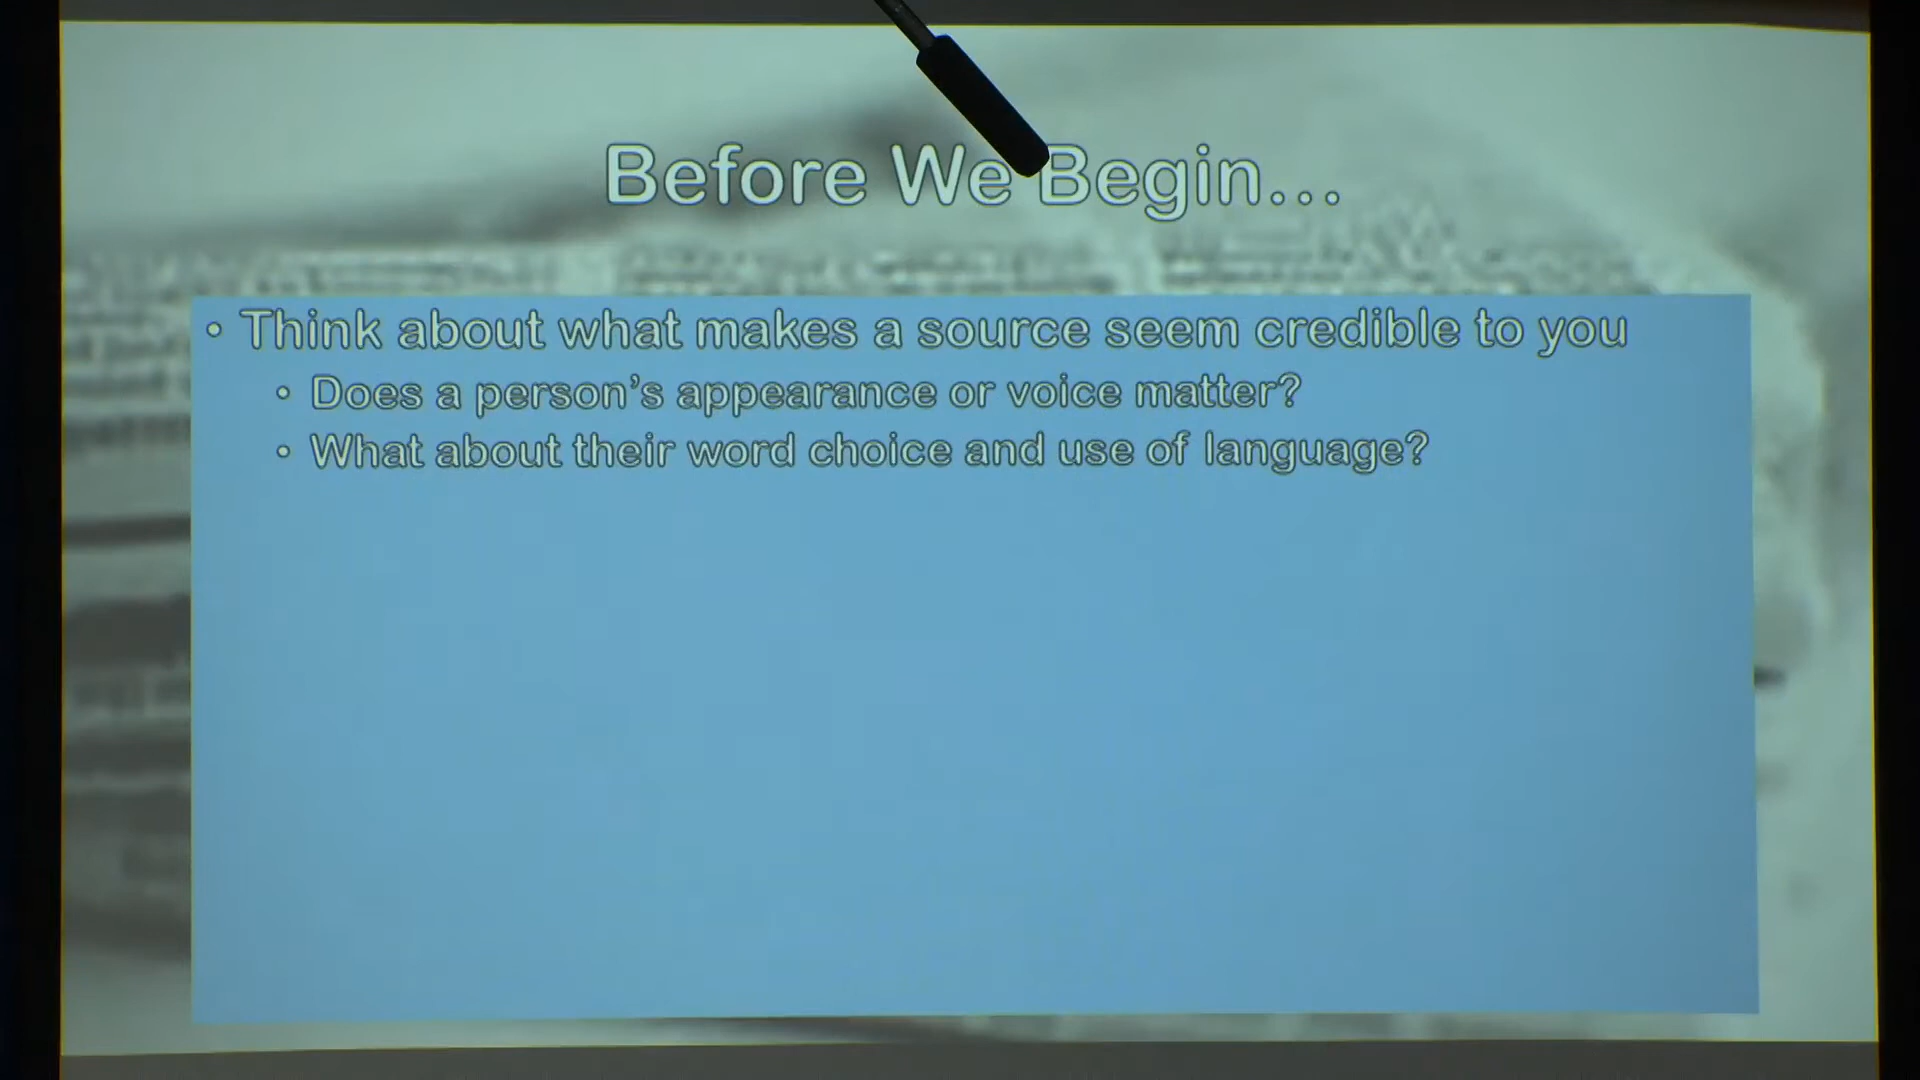 Before We Begin...
• Think about what makes a source seem credible to you
• Does a person's appearance or voice matter?
• What about their word choice and use of language?